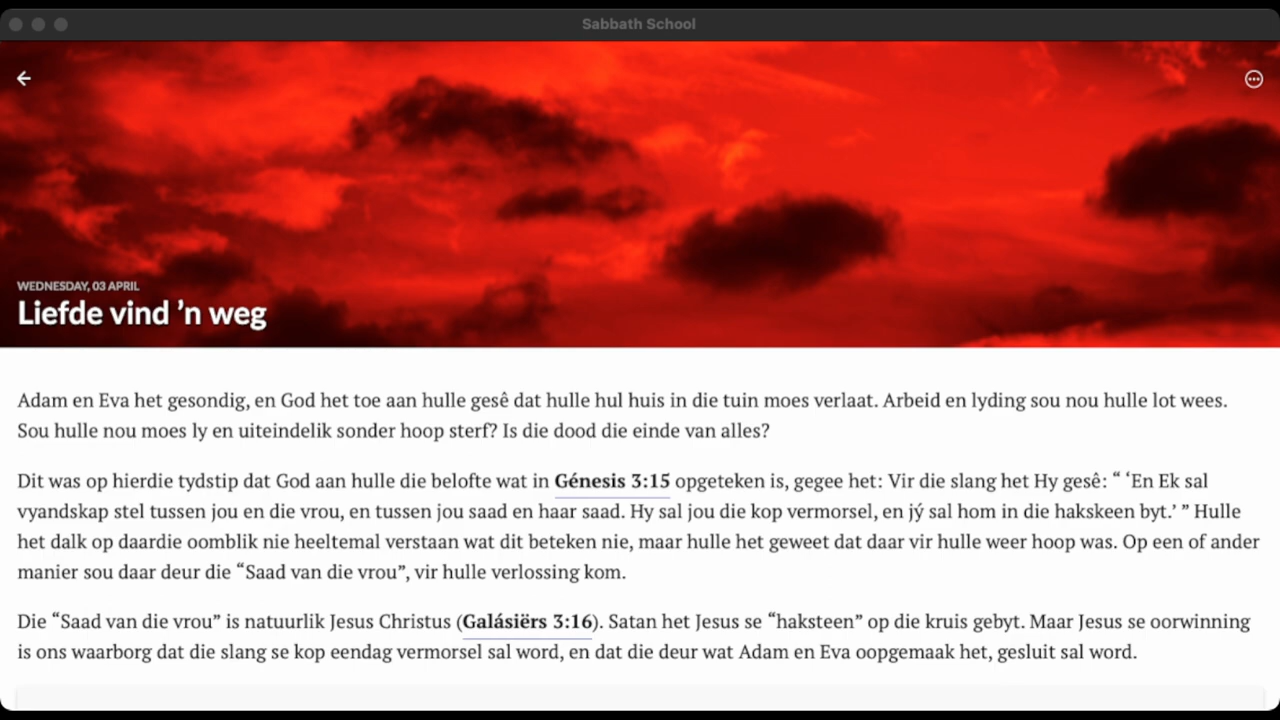 Sabbath School
WEDNESDAY, 03 APRIL
Liefde vind ’n weg
Adam en Eva het gesondig, en God het toe aan hulle gesê dat hulle hul huis in die tuin moes verlaat. Arbeid en lyding sou nou hulle lot wees.
Sou hulle nou moes ly en uiteindelik sonder hoop sterf? Is die dood die einde van alles?
Dit was op hierdie tydstip dat God aan hulle die belofte wat in Génesis 3:15 opgeteken is, gegee het: Vir die slang het Hy gesê: “ ‘En Ek sal
vyandskap stel tussen jou en die vrou, en tussen jou saad en haar saad. Hy sal jou die kop vermorsel, en jý sal hom in die hakskeen byt.’ ” Hulle
het dalk op daardie oomblik nie heeltemal verstaan wat dit beteken nie, maar hulle het geweet dat daar vir hulle weer hoop was. Op een of ander
manier sou daar deur die “Saad van die vrou”, vir hulle verlossing kom.
Die “Saad van die vrou” is natuurlik Jesus Christus (Galásiërs 3:16). Satan het Jesus se “haksteen” op die kruis gebyt. Maar Jesus se oorwinning
is ons waarborg dat die slang se kop eendag vermorsel sal word, en dat die deur wat Adam en Eva oopgemaak het, gesluit sal word.